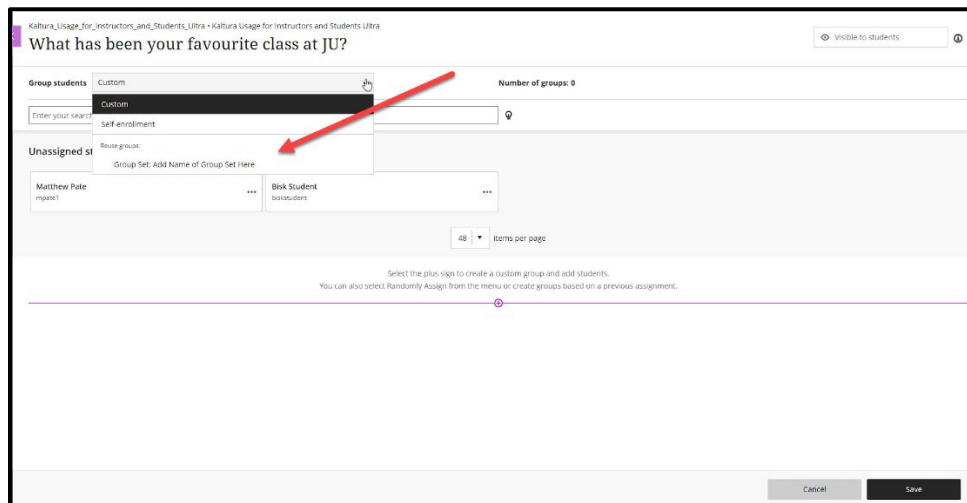 Kaltura_Usage_for_Instructors_and_Students_Ultra • Kaltura Usage for Instructors and Students Ultra
What has been your favourite class at JU?
Visible to students
Group students Custom
Number of groups: 0
Custom
Enter your search
Self-enrollment
Reuse groups:
Unassigned st
Group Set: Add Name of Group Set Here
Matthew Pate
mpate1
Bisk Student
biskstudent
48 items per page
Select the plus sign to create a custom group and add students.
You can also select Randomly Assign from the menu or create groups based on a previous assignment.
Cancel
Save